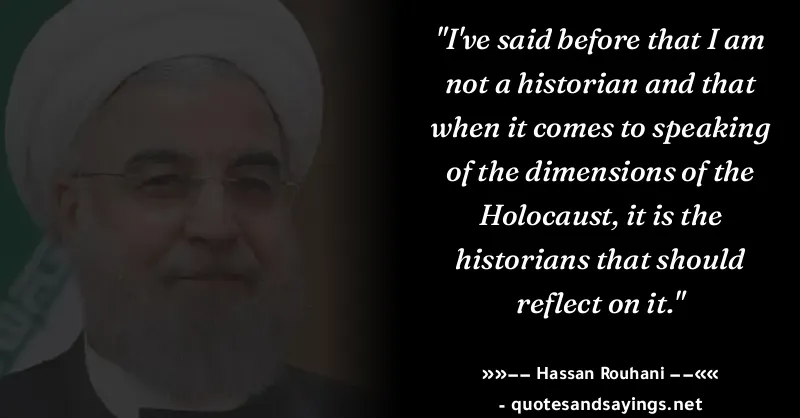 "I've said before that I am
not a historian and that
when it comes to speaking
of the dimensions of the
Holocaust, it is the
historians that should
reflect on it."
»»–– Hassan Rouhani ––««
- quotesandsayings.net